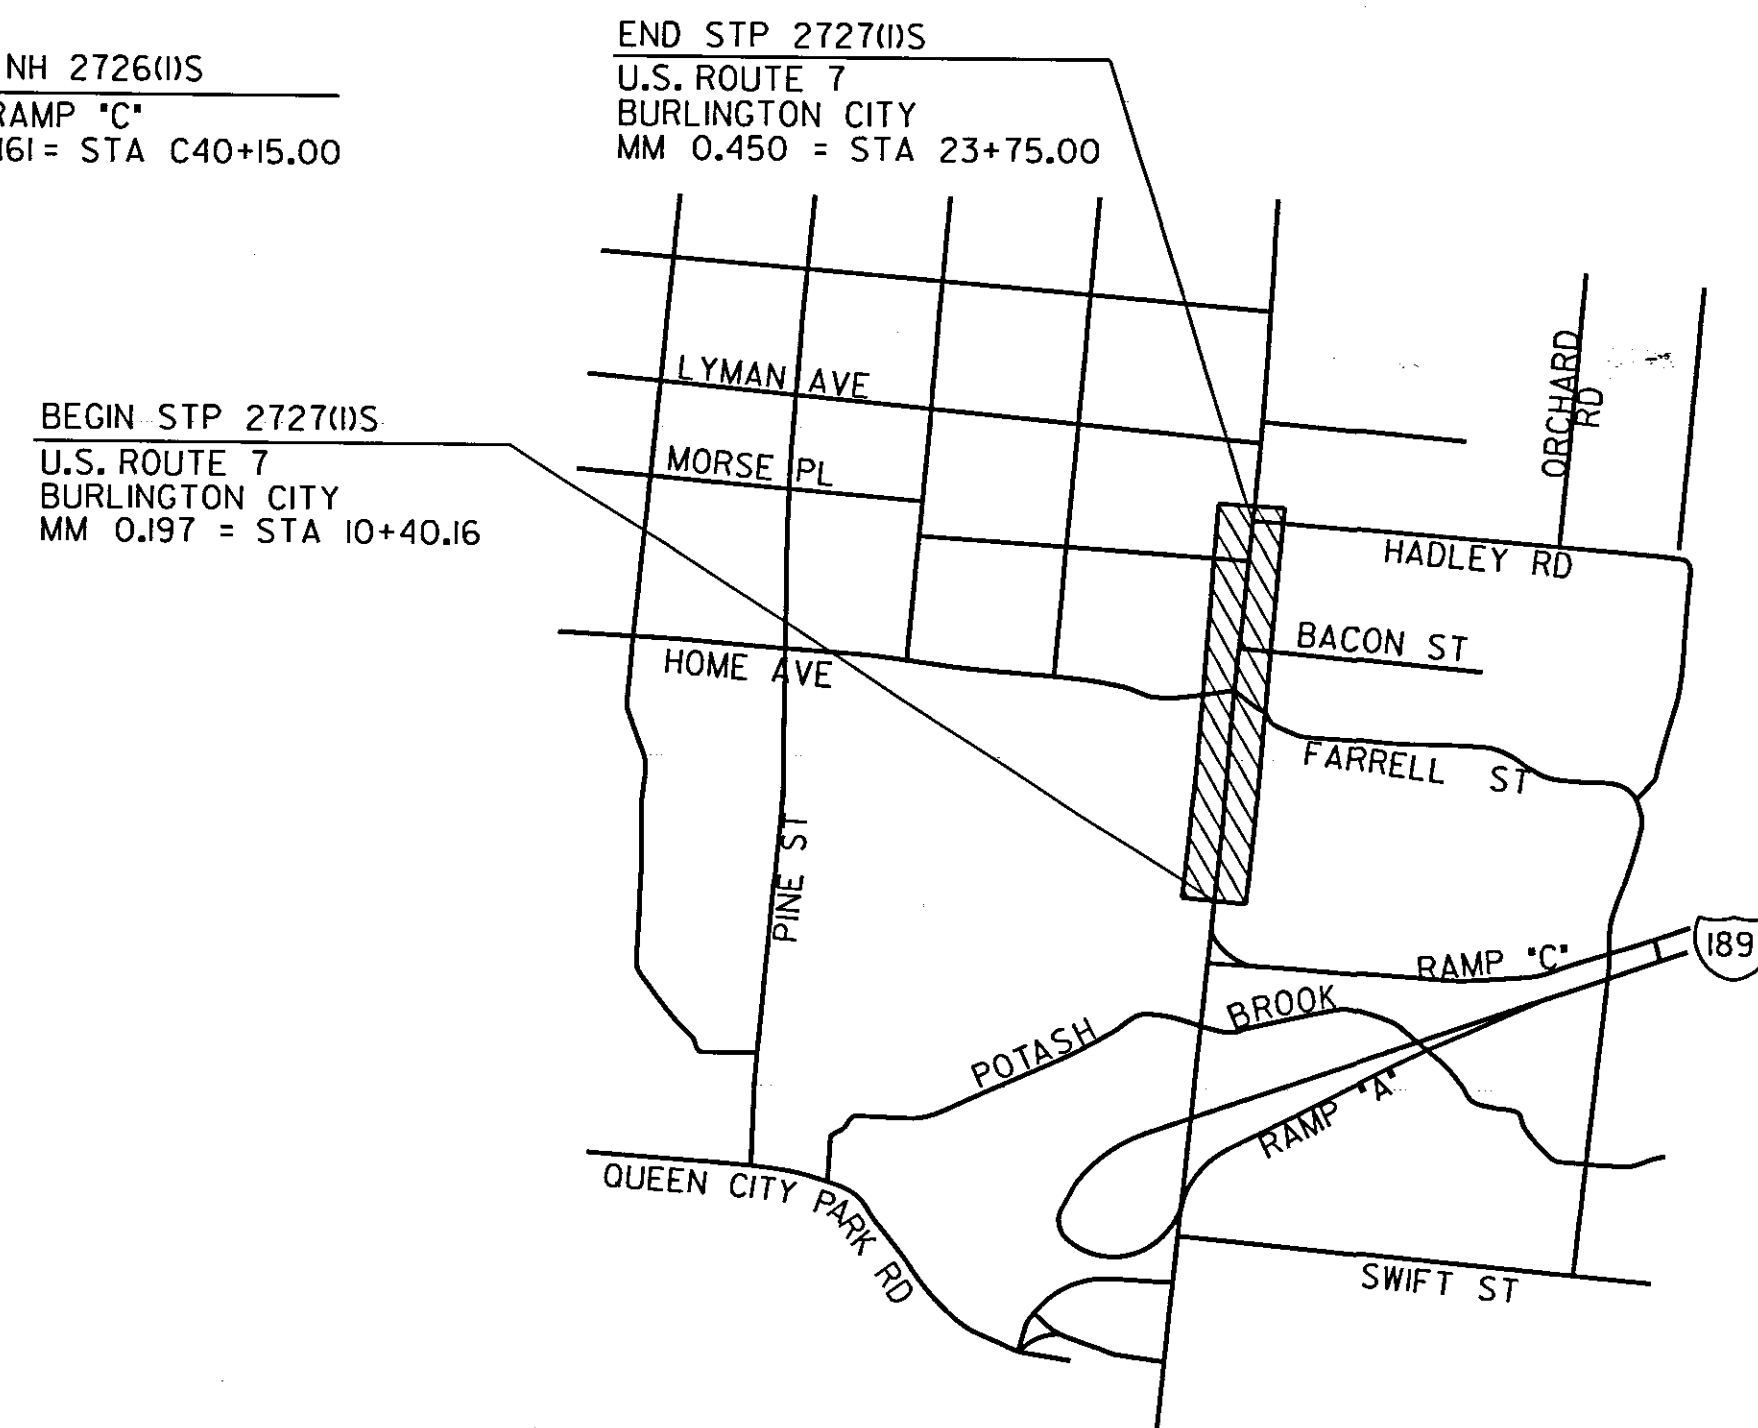 NH 2726(1)S
RAMP "C"
161 = STA C40+15.00
END STP 2727(1)S
U.S. ROUTE 7
BURLINGTON CITY
MM 0.450 = STA 23+75.00
BEGIN STP 2727(1)S
U.S. ROUTE 7
BURLINGTON CITY
MM 0.197 = STA 10+40.16
LYMAN AVE
MORSE PL
HOME AVE
PINE ST
ORCHARD
RD
HADLEY RD
BACON ST
FARRELL ST
RAMP "C"
189
POTASH BROOK
RAMP "A"
QUEEN CITY PARK RD
SWIFT ST